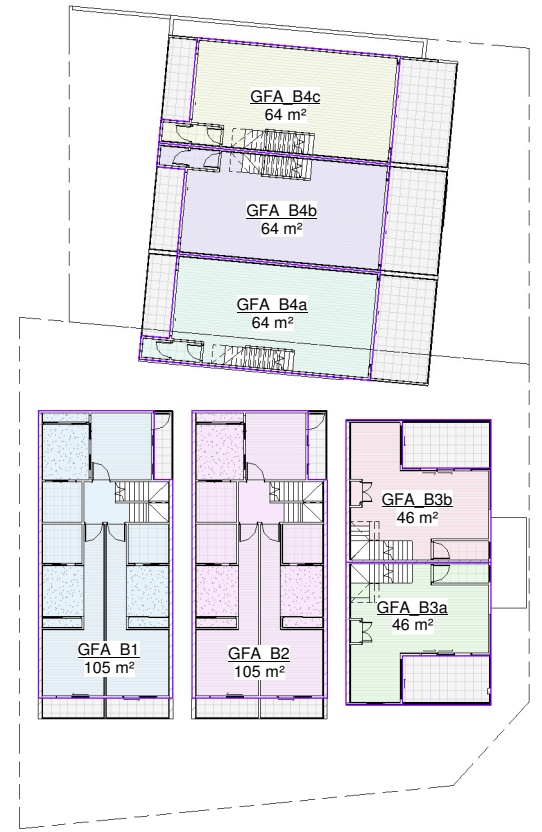 GFA_B4c
64 m²
GFA_B4b
64 m²
GFA_B4a
64 m²
GFA_B3b
46 m²
GFA_B3a
46 m²
GFA_B1
105 m²
GFA_B2
105 m²